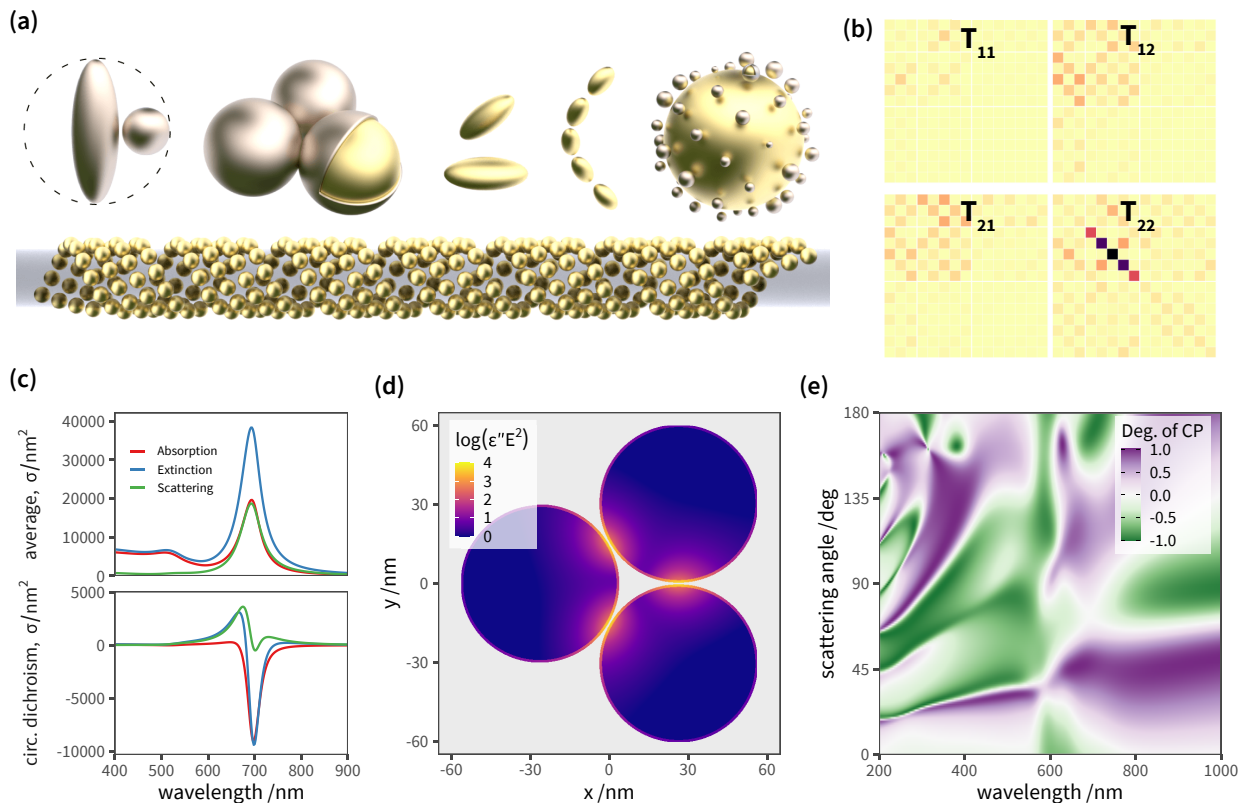 (a)
(b)
T11
T12
T21
T22
(c)
average, σ/nm²
40000
30000
20000
10000
0
Absorption
Extinction
Scattering
circ. dichroism, σ/nm²
5000
0
-5000
-10000
400 500 600 700 800 900
wavelength /nm
(d)
log(ε″E²)
4
3
2
1
0
y /nm
60
30
0
-30
-60
-60 -30 0 30 60
x /nm
(e)
Deg. of CP
1.0
0.5
0.0
-0.5
-1.0
scattering angle /deg
180
135
90
45
0
200 400 600 800 1000
wavelength /nm